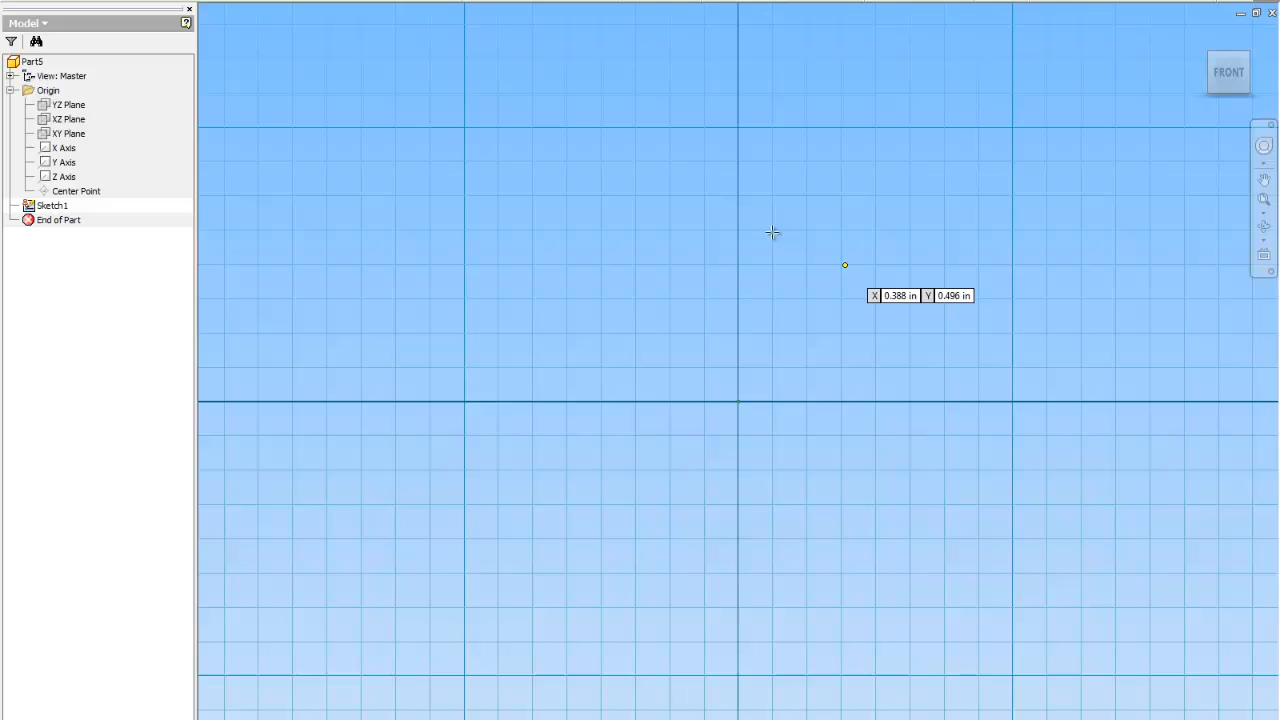 Model
Part5
View: Master
Origin
YZ Plane
XZ Plane
XY Plane
X Axis
Y Axis
Z Axis
Center Point
Sketch1
End of Part
FRONT
X 0.388 in Y 0.496 in